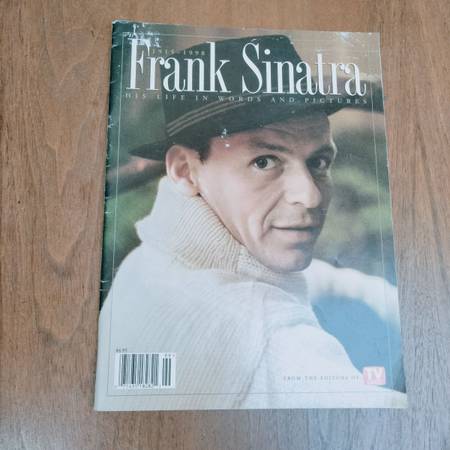 1915-1998
Frank Sinatra
HIS LIFE IN WORDS AND PICTURES
FROM THE EDITORS OF TV